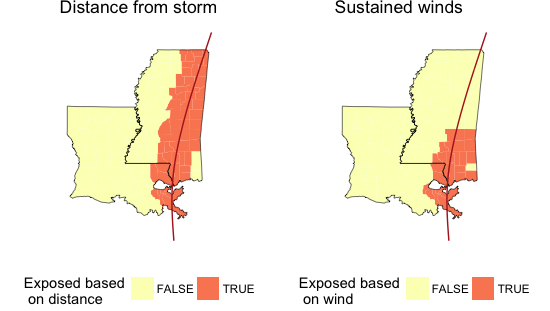 Distance from storm
Sustained winds
Exposed based
on distance
FALSE
TRUE
Exposed based
on wind
FALSE
TRUE